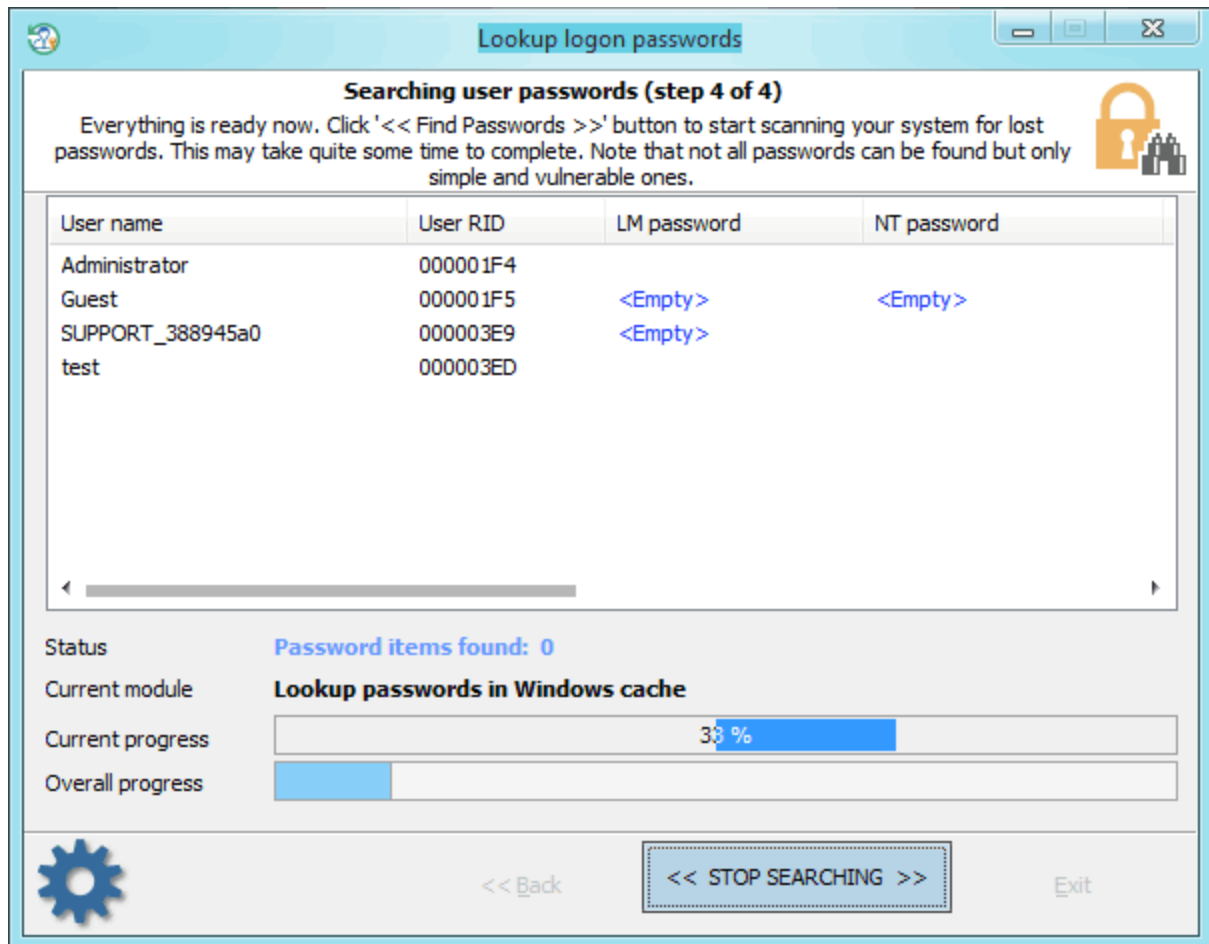 Lookup logon passwords
Searching user passwords (step 4 of 4)
Everything is ready now. Click '<< Find Passwords >>' button to start scanning your system for lost
passwords. This may take quite some time to complete. Note that not all passwords can be found but only
simple and vulnerable ones.
User name User RID LM password NT password
Administrator 000001F4
Guest 000001F5 <Empty> <Empty>
SUPPORT_388945a0 000003E9 <Empty>
test 000003ED
Status Password items found: 0
Current module Lookup passwords in Windows cache
Current progress 33 %
Overall progress
<< Back << STOP SEARCHING >> Exit